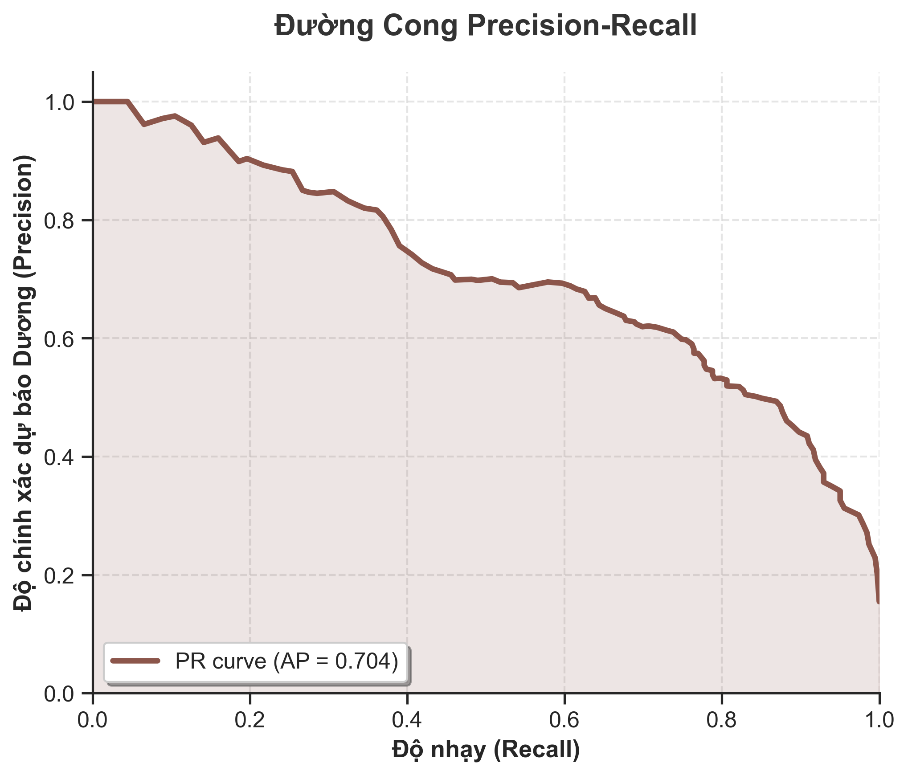 Đường Cong Precision-Recall
Độ chính xác dự báo Dương (Precision)
1.0
0.8
0.6
0.4
0.2
0.0
PR curve (AP = 0.704)
0.0 0.2 0.4 0.6 0.8 1.0
Độ nhạy (Recall)